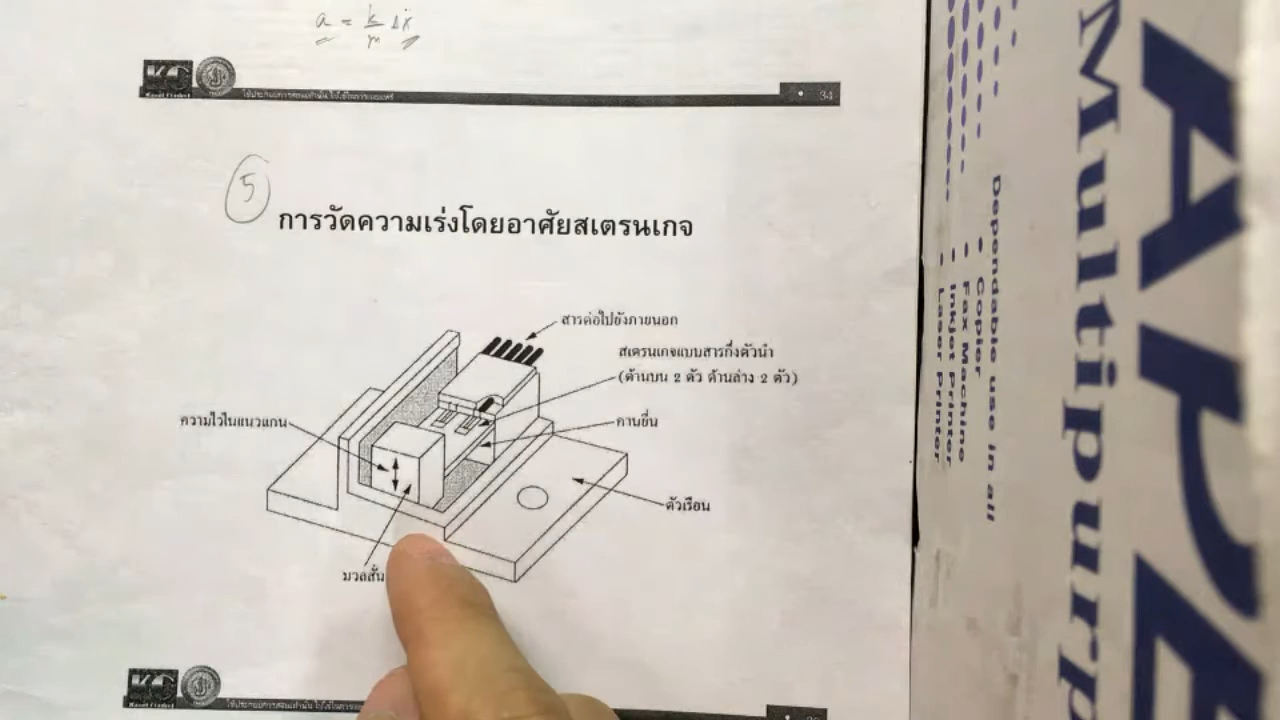 a = k/m Δx
KC
34
5
การวัดความเร่งโดยอาศัยสเตรนเกจ
สารต่อไปยังภายนอก
สเตรนเกจแบบสารกึ่งตัวนำ
(ด้านบน 2 ตัว ด้านล่าง 2 ตัว)
ความไวในแนวแกน
คานยื่น
ตัวเรือน
มวลสั่น
KC
Multipurp
Dependable use in all
• Copier
• Fax Machine
• Inkjet Printer
• Laser Printer